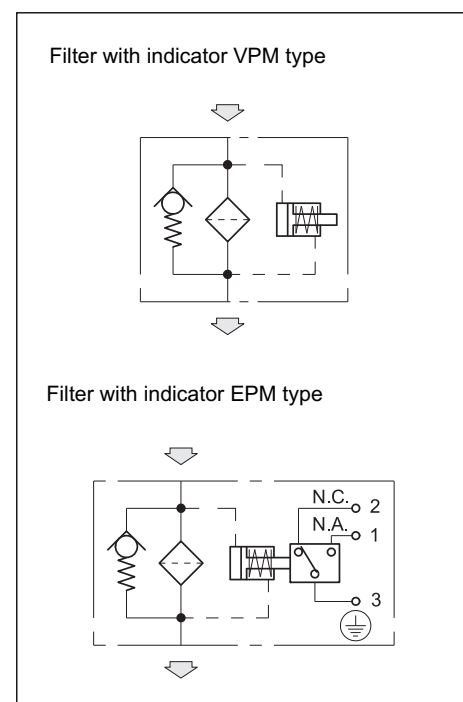 Filter with indicator VPM type
Filter with indicator EPM type
N.C.
2
N.A.
1
3